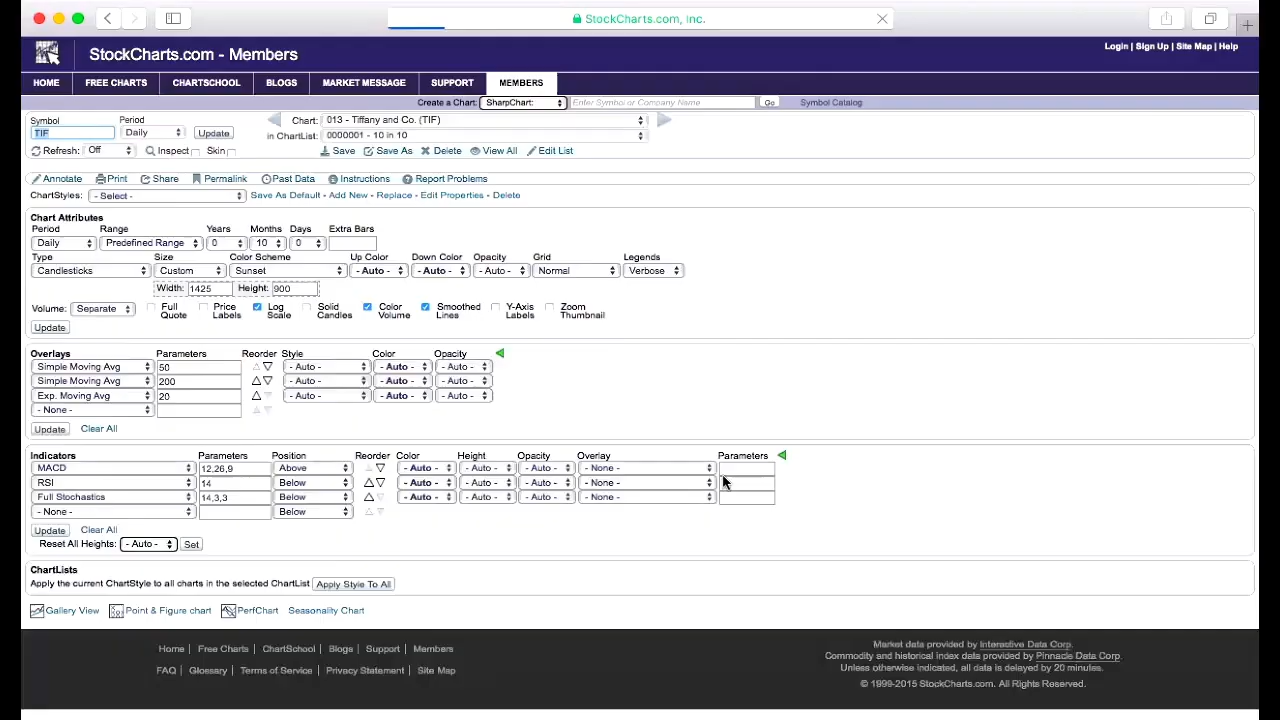 StockCharts.com, Inc.
StockCharts.com - Members
Login | Sign Up | Site Map | Help
HOME FREE CHARTS CHARTSCHOOL BLOGS MARKET MESSAGE SUPPORT MEMBERS
Create a Chart: SharpChart: Enter Symbol or Company Name Go Symbol Catalog
Symbol Period Chart: 013 - Tiffany and Co. (TIF)
TIF Daily Update in ChartList: 0000001 - 10 in 10
Refresh: Off Inspect Skin Save Save As Delete View All Edit List
Annotate Print Share Permalink Past Data Instructions Report Problems
ChartStyles: - Select - Save As Default - Add New - Replace - Edit Properties - Delete
Chart Attributes
Period Range Years Months Days Extra Bars
Daily Predefined Range 0 10 0
Type Size Color Scheme Up Color Down Color Opacity Grid Legends
Candlesticks Custom Sunset - Auto - - Auto - - Auto - Normal Verbose
Width: 1425 Height: 900
Volume: Separate Full Quote Price Labels Log Scale Solid Candles Color Volume Smoothed Lines Y-Axis Labels Zoom Thumbnail
Update
Overlays Parameters Reorder Style Color Opacity
Simple Moving Avg 50 - Auto - - Auto - - Auto -
Simple Moving Avg 200 - Auto - - Auto - - Auto -
Exp. Moving Avg 20 - Auto - - Auto - - Auto -
- None -
Update Clear All
Indicators Parameters Position Reorder Color Height Opacity Overlay Parameters
MACD 12,26,9 Above - Auto - - Auto - - Auto - - None -
RSI 14 Below - Auto - - Auto - - Auto - - None -
Full Stochastics 14,3,3 Below - Auto - - Auto - - Auto - - None -
- None - Below
Update Clear All
Reset All Heights: - Auto - Set
ChartLists
Apply the current ChartStyle to all charts in the selected ChartList Apply Style To All
Gallery View Point & Figure chart PerfChart Seasonality Chart
Home | Free Charts | ChartSchool | Blogs | Support | Members
FAQ | Glossary | Terms of Service | Privacy Statement | Site Map
Market data provided by Interactive Data Corp.
Commodity and historical index data provided by Pinnacle Data Corp.
Unless otherwise indicated, all data is delayed by 20 minutes.
© 1999-2015 StockCharts.com. All Rights Reserved.